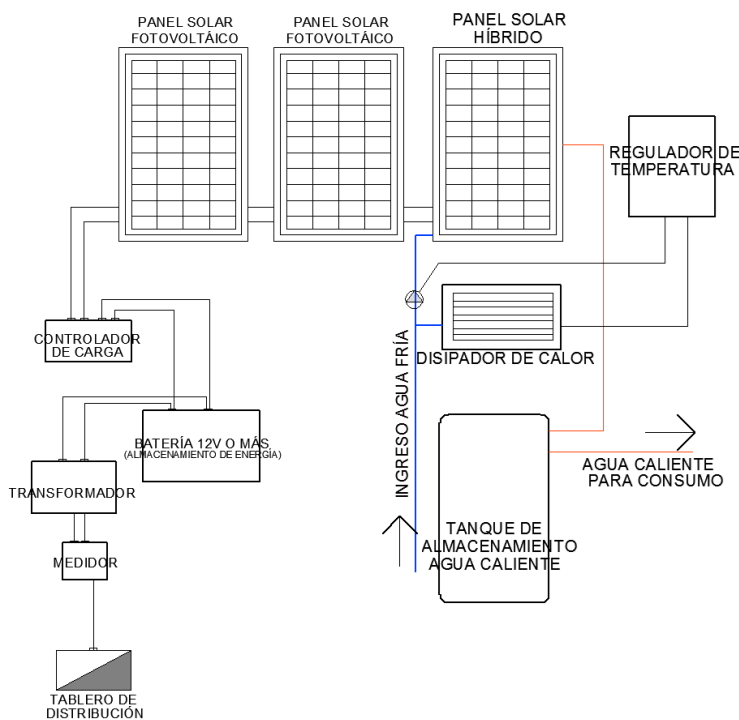 PANEL SOLAR
FOTOVOLTÁICO
PANEL SOLAR
FOTOVOLTÁICO
PANEL SOLAR
HÍBRIDO
REGULADOR DE
TEMPERATURA
CONTROLADOR
DE CARGA
DISIPADOR DE CALOR
INGRESO AGUA FRÍA
BATERÍA 12V O MÁS
(ALMACENAMIENTO DE ENERGÍA)
AGUA CALIENTE
PARA CONSUMO
TRANSFORMADOR
TANQUE DE
ALMACENAMIENTO
AGUA CALIENTE
MEDIDOR
TABLERO DE
DISTRIBUCIÓN